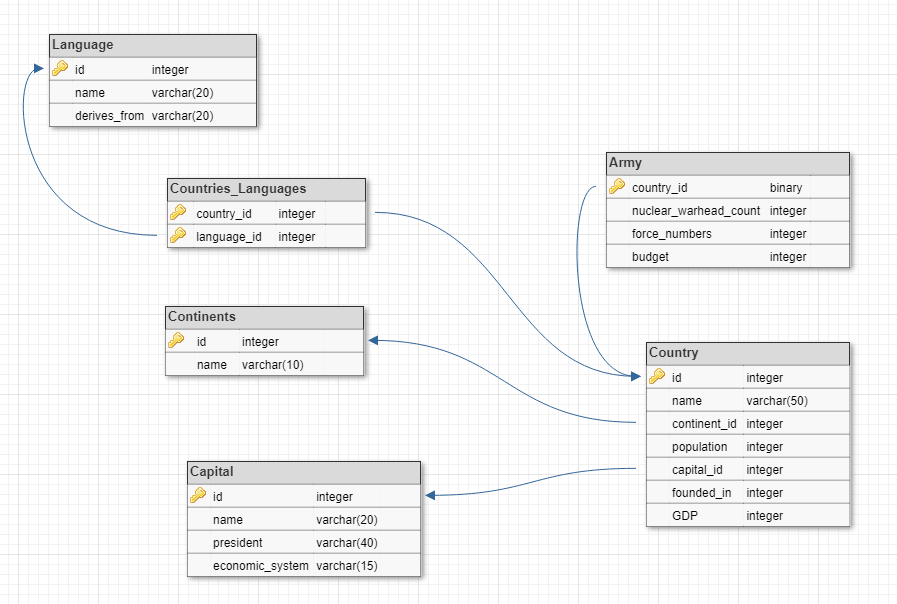 Language
id integer
name varchar(20)
derives_from varchar(20)
Countries_Languages
country_id integer
language_id integer
Army
country_id binary
nuclear_warhead_count integer
force_numbers integer
budget integer
Continents
id integer
name varchar(10)
Country
id integer
name varchar(50)
continent_id integer
population integer
capital_id integer
founded_in integer
GDP integer
Capital
id integer
name varchar(20)
president varchar(40)
economic_system varchar(15)